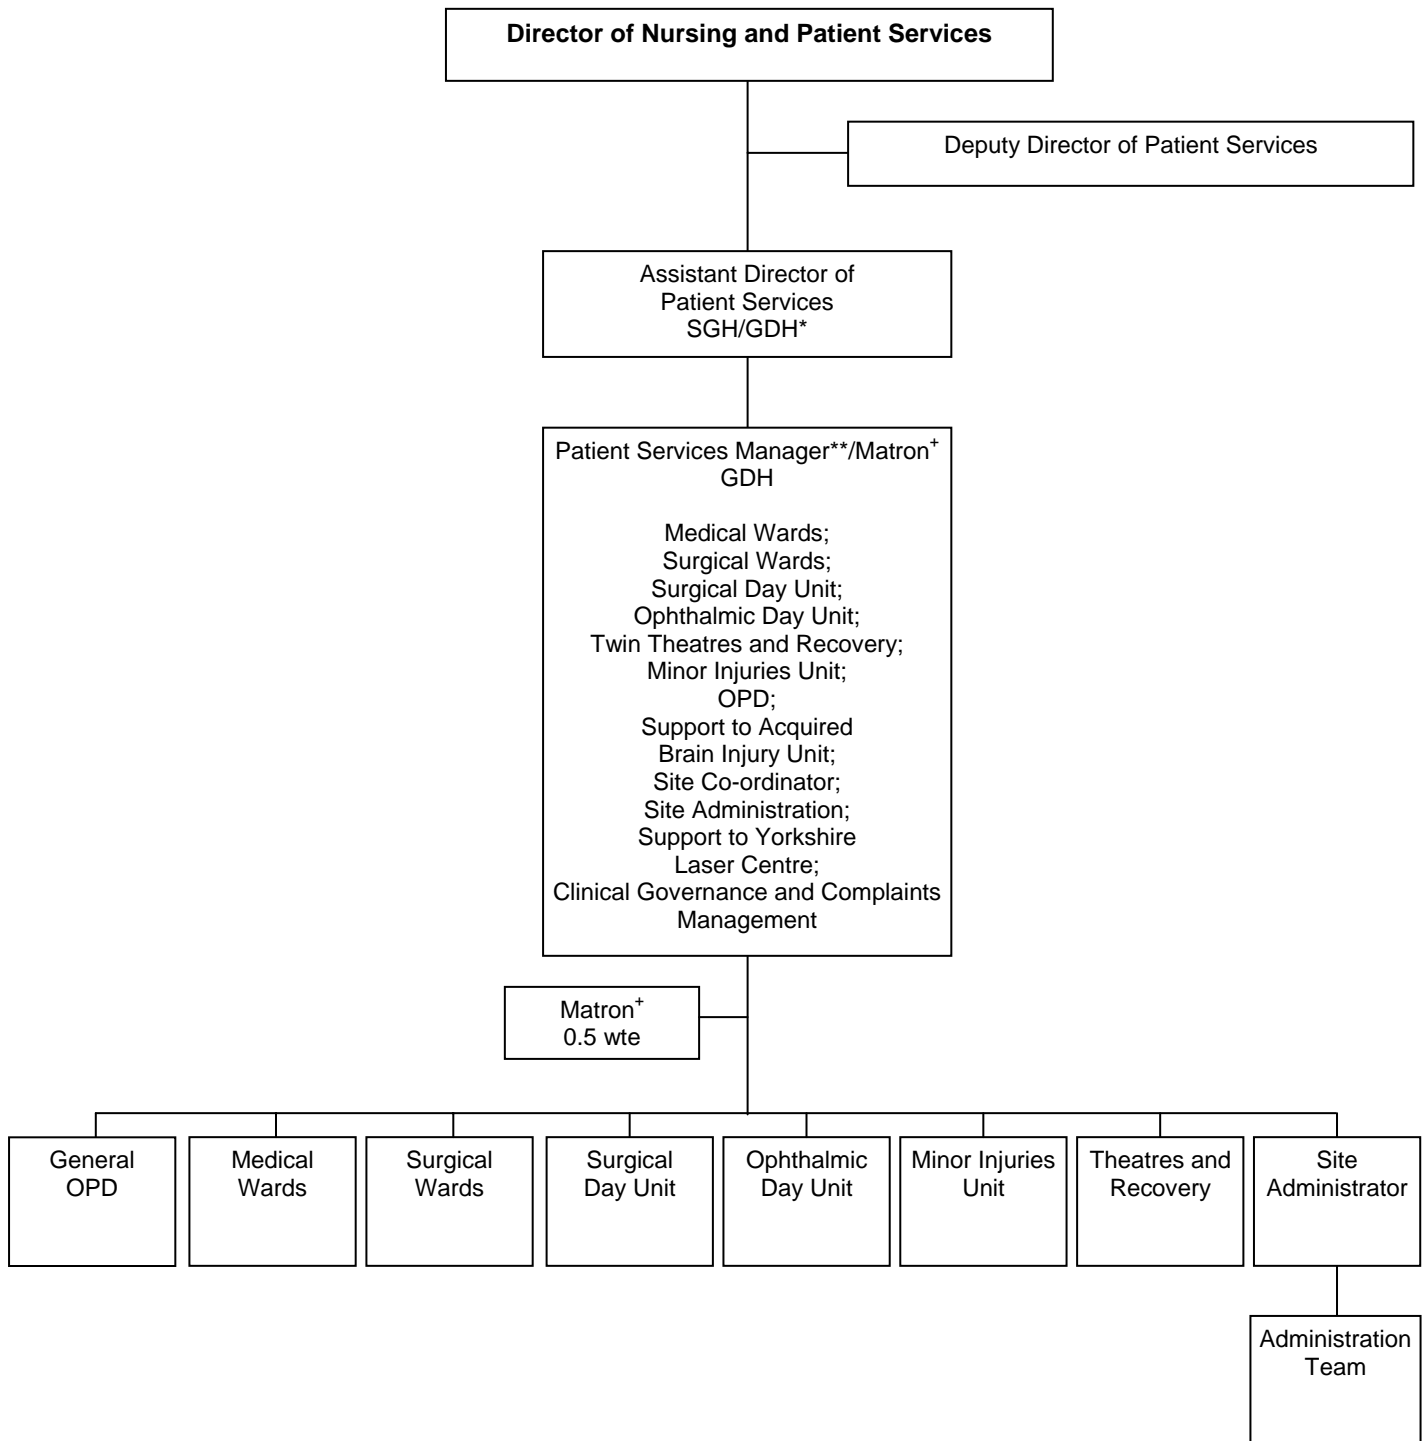 Director of Nursing and Patient Services
Deputy Director of Patient Services
Assistant Director of
Patient Services
SGH/GDH*
Patient Services Manager**/Matron⁺
GDH
Medical Wards;
Surgical Wards;
Surgical Day Unit;
Ophthalmic Day Unit;
Twin Theatres and Recovery;
Minor Injuries Unit;
OPD;
Support to Acquired
Brain Injury Unit;
Site Co-ordinator;
Site Administration;
Support to Yorkshire
Laser Centre;
Clinical Governance and Complaints
Management
Matron⁺
0.5 wte
General
OPD
Medical
Wards
Surgical
Wards
Surgical
Day Unit
Ophthalmic
Day Unit
Minor Injuries
Unit
Theatres and
Recovery
Site
Administrator
Administration
Team